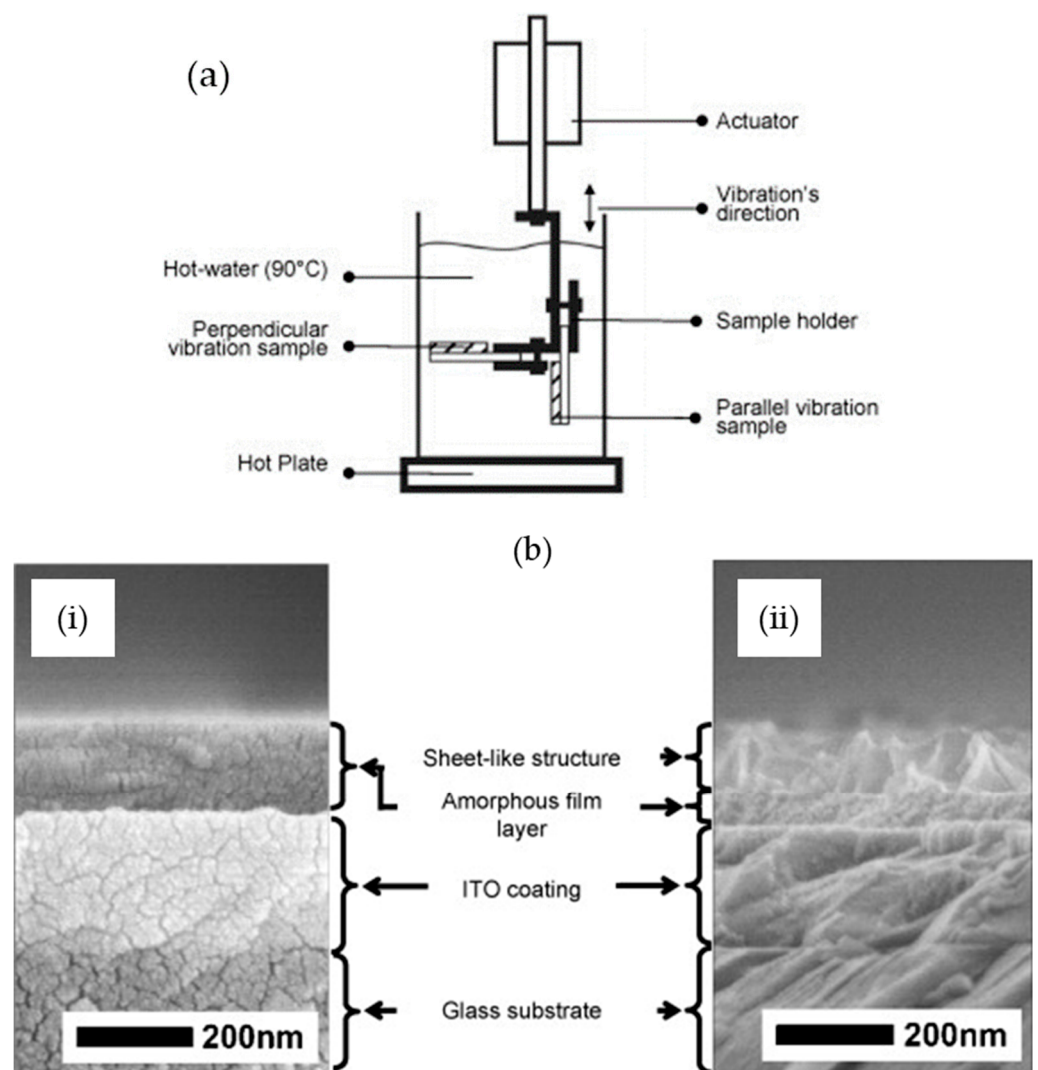 (a)
Actuator
Vibration's
direction
Hot-water (90°C)
Sample holder
Perpendicular
vibration sample
Parallel vibration
sample
Hot Plate
(b)
(i)
(ii)
Sheet-like structure
Amorphous film
layer
ITO coating
Glass substrate
200nm
200nm